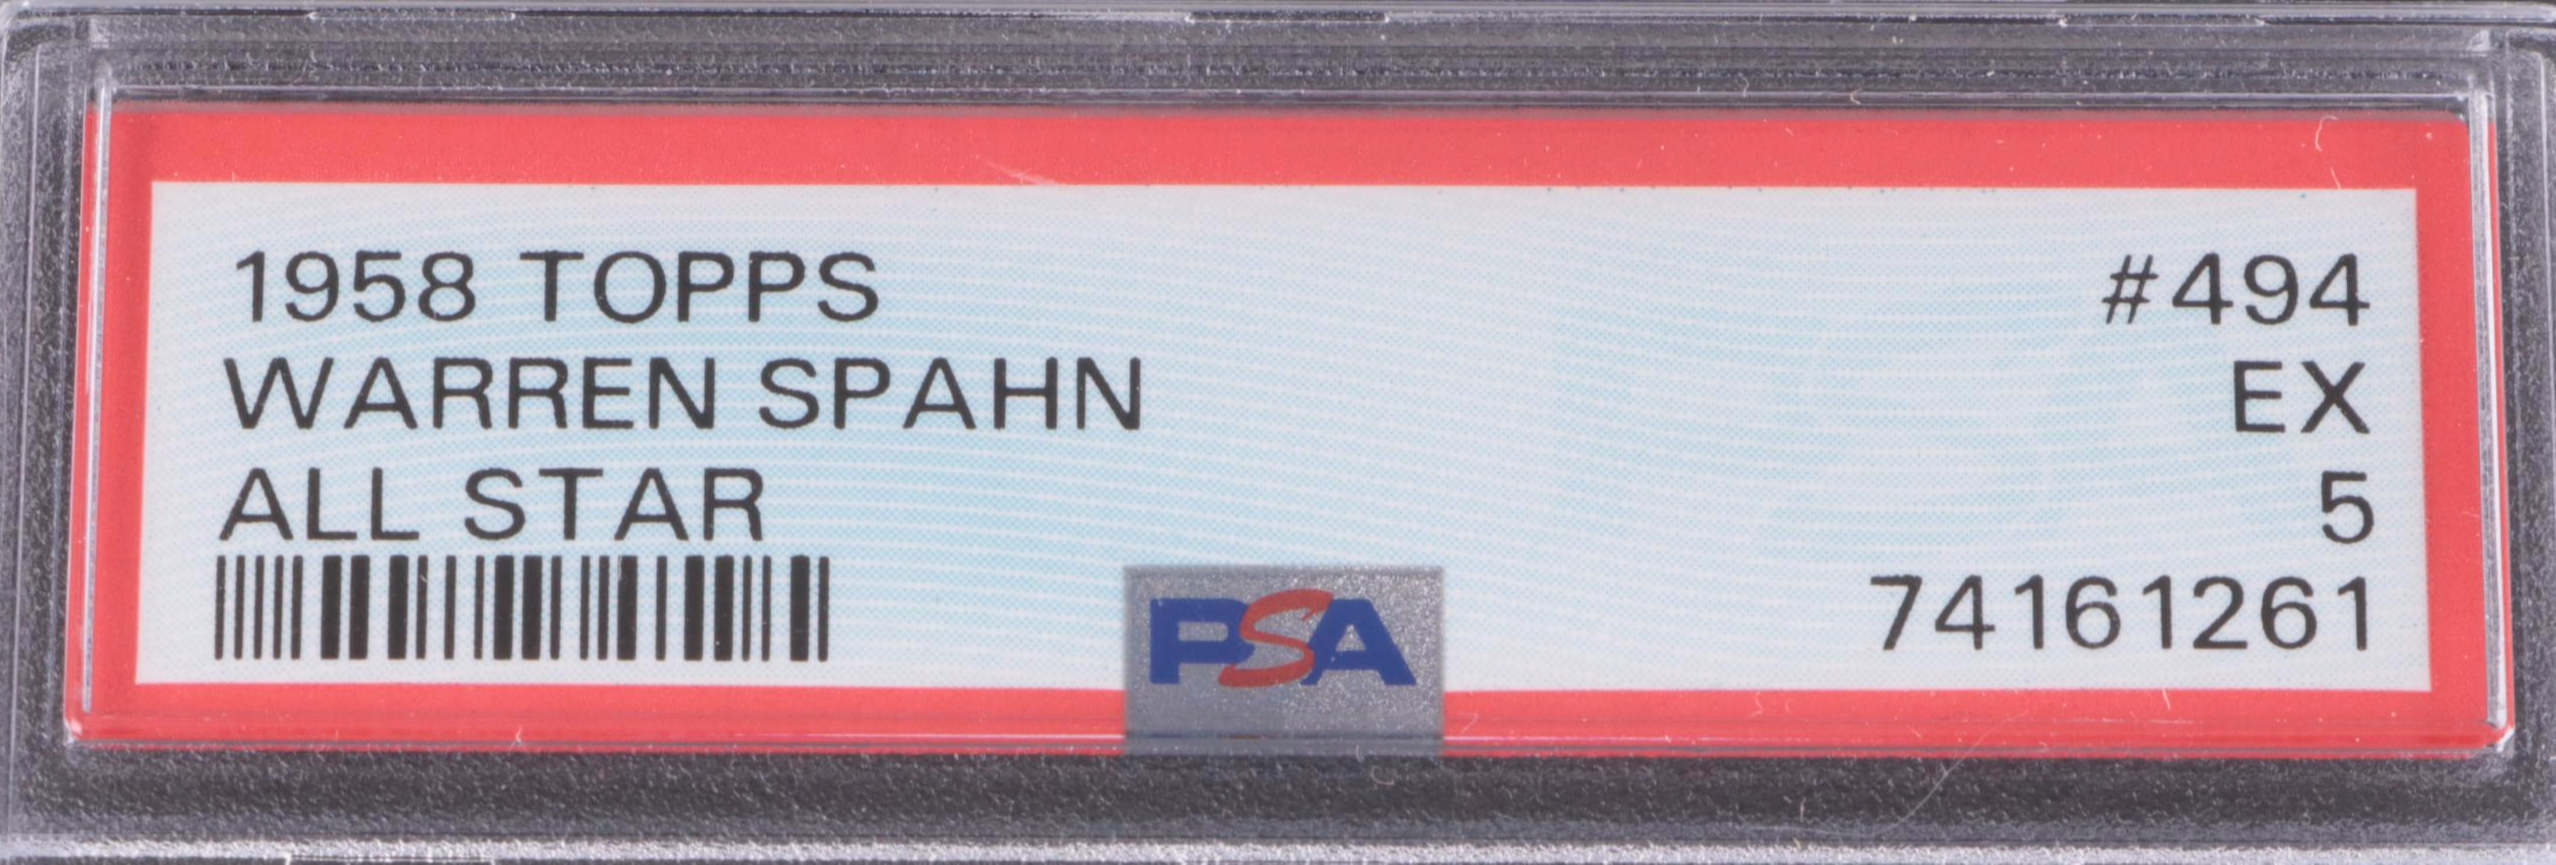 1958 TOPPS #494
WARREN SPAHN EX
ALL STAR 5
74161261
PSA